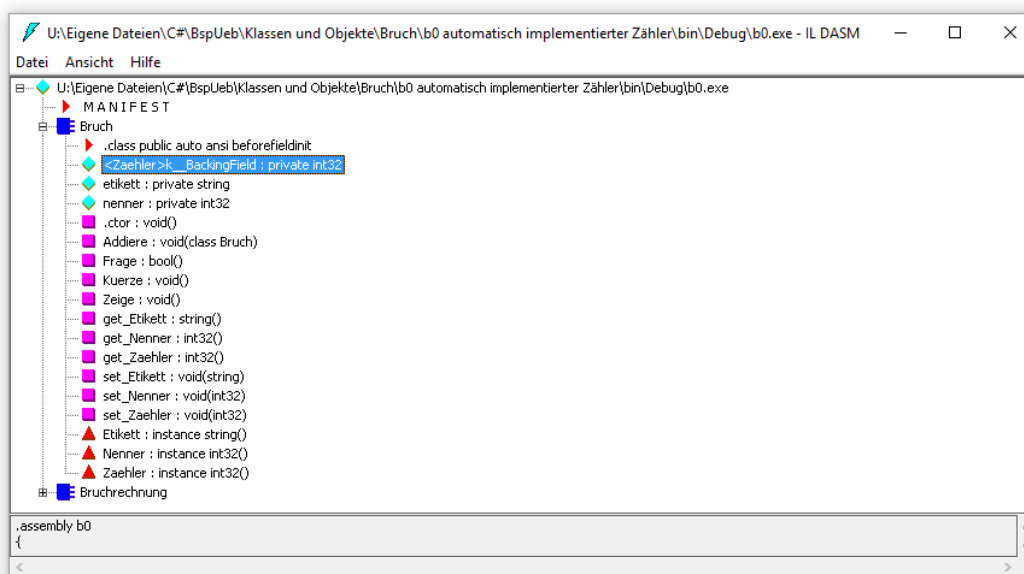 U:\Eigene Dateien\C#\BspUeb\Klassen und Objekte\Bruch\b0 automatisch implementierter Zähler\bin\Debug\b0.exe - IL DASM
Datei Ansicht Hilfe
U:\Eigene Dateien\C#\BspUeb\Klassen und Objekte\Bruch\b0 automatisch implementierter Zähler\bin\Debug\b0.exe
M A N I F E S T
Bruch
.class public auto ansi beforefieldinit
<Zaehler>k__BackingField : private int32
etikett : private string
nenner : private int32
.ctor : void()
Addiere : void(class Bruch)
Frage : bool()
Kuerze : void()
Zeige : void()
get_Etikett : string()
get_Nenner : int32()
get_Zaehler : int32()
set_Etikett : void(string)
set_Nenner : void(int32)
set_Zaehler : void(int32)
Etikett : instance string()
Nenner : instance int32()
Zaehler : instance int32()
Bruchrechnung
.assembly b0
{